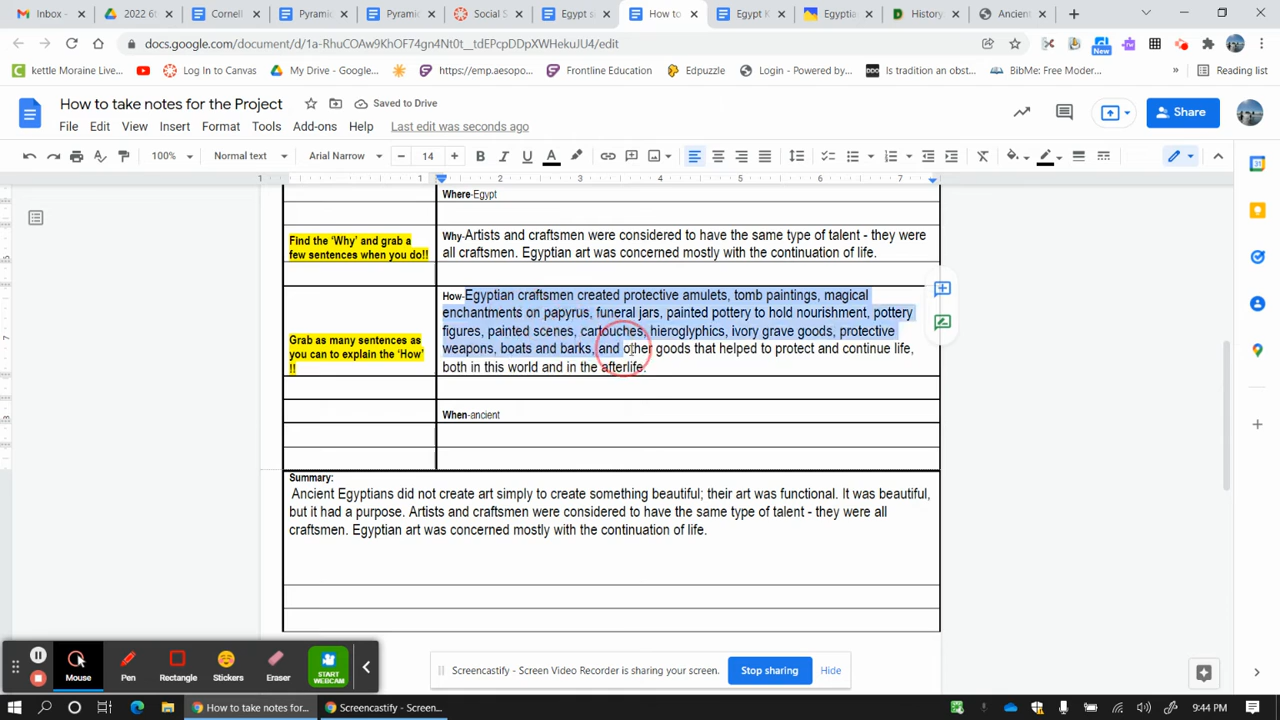 Inbox -
2022 6t
Cornell
Pyramic
Pyramic
Social S
Egypt s
How to
Egypt K
Egyptia
History
Ancient
docs.google.com/document/d/1a-RhuCOAw9KhOF74gn4Nt0t__tdEPcpDDpXWHekuJU4/edit
New
kettle Moraine Livi...
Log In to Canvas
My Drive - Google...
https://emp.aesopo...
Frontline Education
Edpuzzle
Login - Powered by...
DDO
Is tradition an obst...
BibMe: Free Moder...
»
Reading list
How to take notes for the Project
Saved to Drive
File Edit View Insert Format Tools Add-ons Help Last edit was seconds ago
Share
100% Normal text Arial Narrow - 14 + B I U A
1 1 2 3 4 5 6 7
Where-Egypt
Find the 'Why' and grab a
few sentences when you do!!
Why-Artists and craftsmen were considered to have the same type of talent - they were
all craftsmen. Egyptian art was concerned mostly with the continuation of life.
Grab as many sentences as
you can to explain the 'How'
!!
How-Egyptian craftsmen created protective amulets, tomb paintings, magical
enchantments on papyrus, funeral jars, painted pottery to hold nourishment, pottery
figures, painted scenes, cartouches, hieroglyphics, ivory grave goods, protective
weapons, boats and barks, and other goods that helped to protect and continue life,
both in this world and in the afterlife.
When-ancient
Summary:
Ancient Egyptians did not create art simply to create something beautiful; their art was functional. It was beautiful,
but it had a purpose. Artists and craftsmen were considered to have the same type of talent - they were all
craftsmen. Egyptian art was concerned mostly with the continuation of life.
Mouse
Pen
Rectangle
Stickers
Eraser
START
WEBCAM
Screencastify - Screen Video Recorder is sharing your screen.
Stop sharing
Hide
How to take notes for...
Screencastify - Screen...
9:44 PM